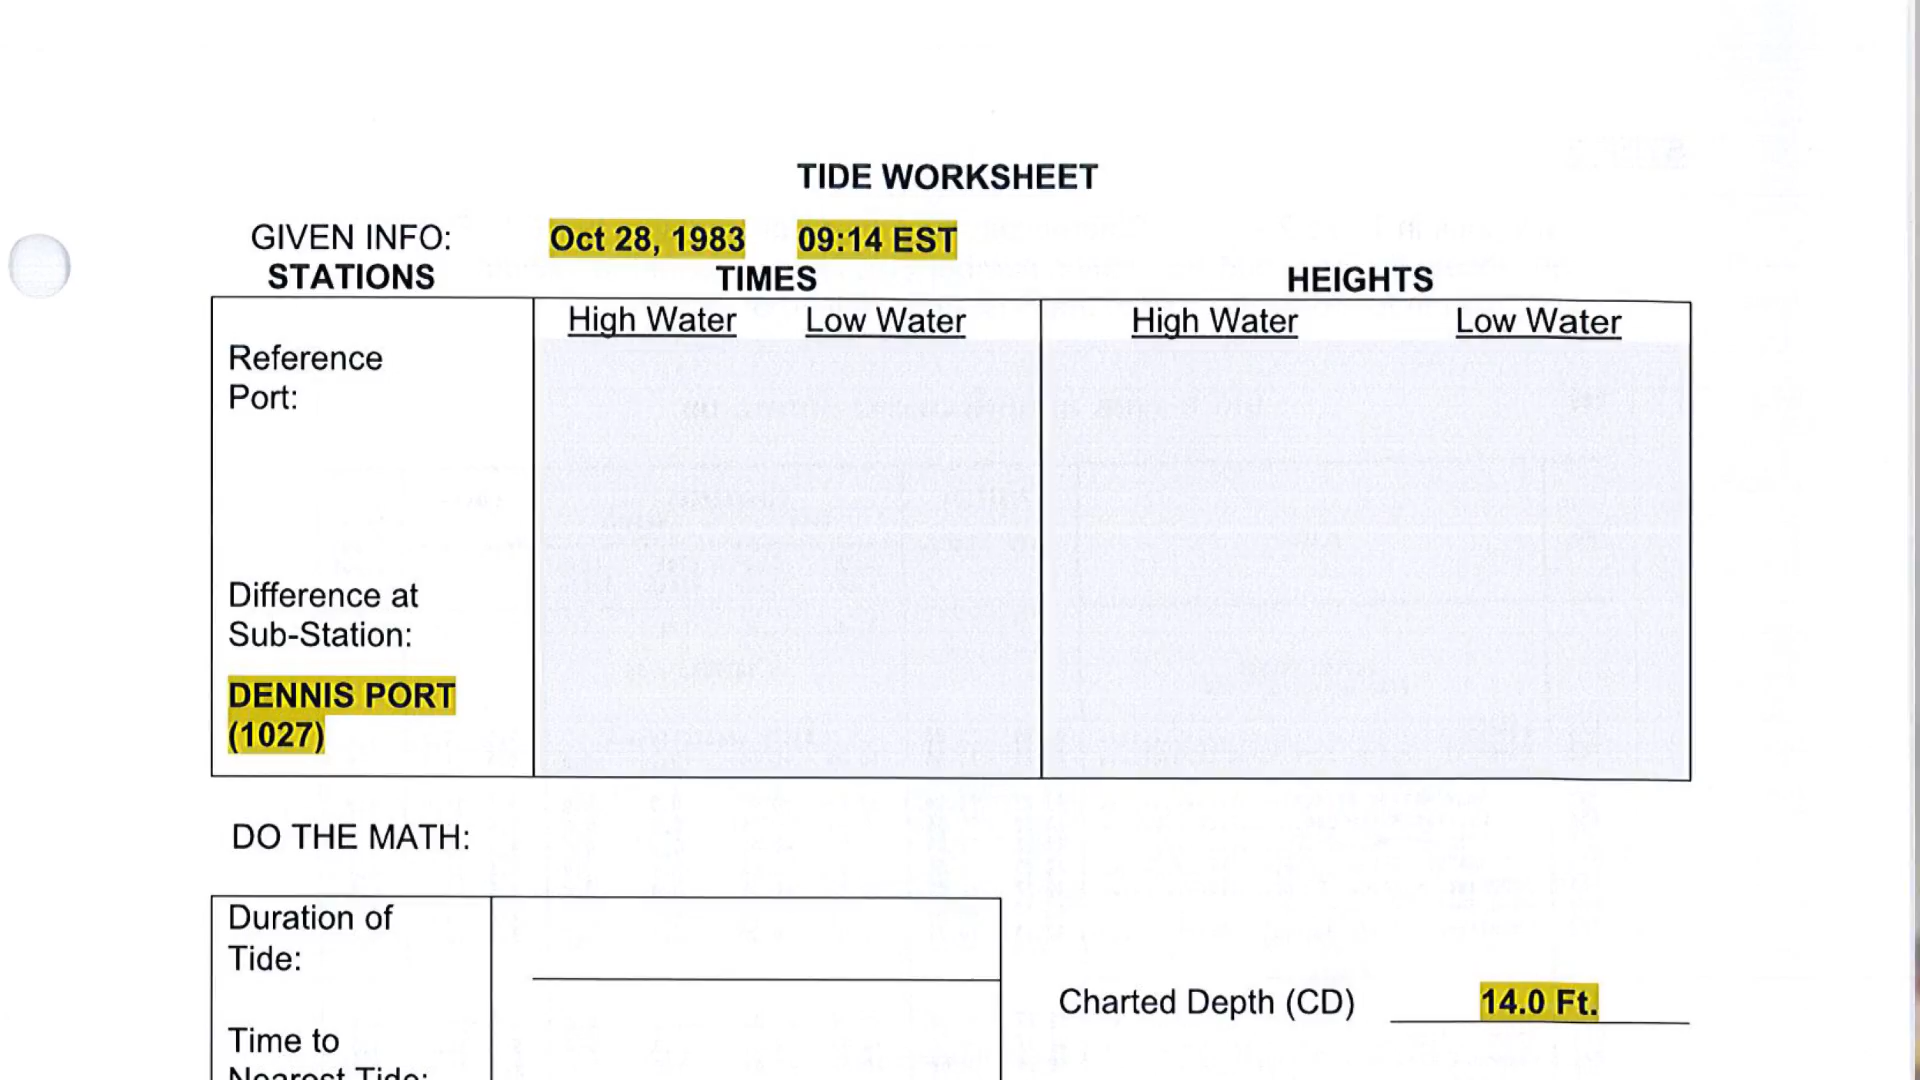 TIDE WORKSHEET
GIVEN INFO: Oct 28, 1983 09:14 EST
STATIONS TIMES HEIGHTS
High Water Low Water High Water Low Water
Reference
Port:
Difference at
Sub-Station:
DENNIS PORT
(1027)
DO THE MATH:
Duration of
Tide:
Charted Depth (CD) 14.0 Ft.
Time to
Nearest Tide: